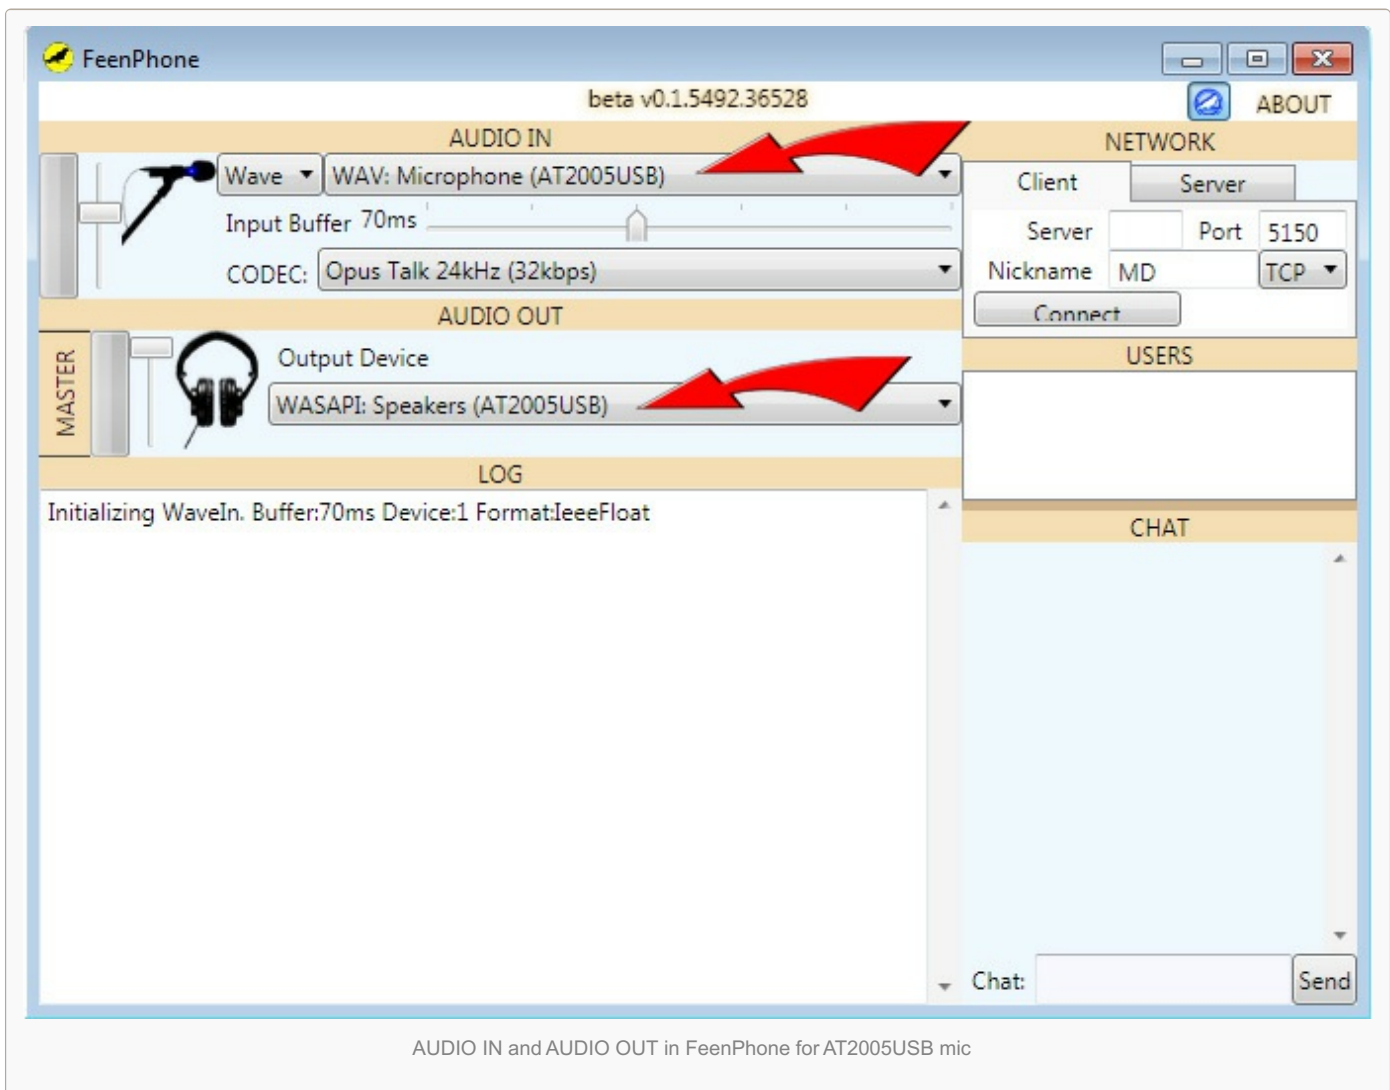 FeenPhone
beta v0.1.5492.36528
ABOUT
AUDIO IN
Wave WAV: Microphone (AT2005USB)
Input Buffer 70ms
CODEC: Opus Talk 24kHz (32kbps)
AUDIO OUT
MASTER
Output Device
WASAPI: Speakers (AT2005USB)
LOG
Initializing WaveIn. Buffer:70ms Device:1 Format:IeeeFloat
NETWORK
Client Server
Server Port 5150
Nickname MD TCP
Connect
USERS
CHAT
Chat: Send
AUDIO IN and AUDIO OUT in FeenPhone for AT2005USB mic